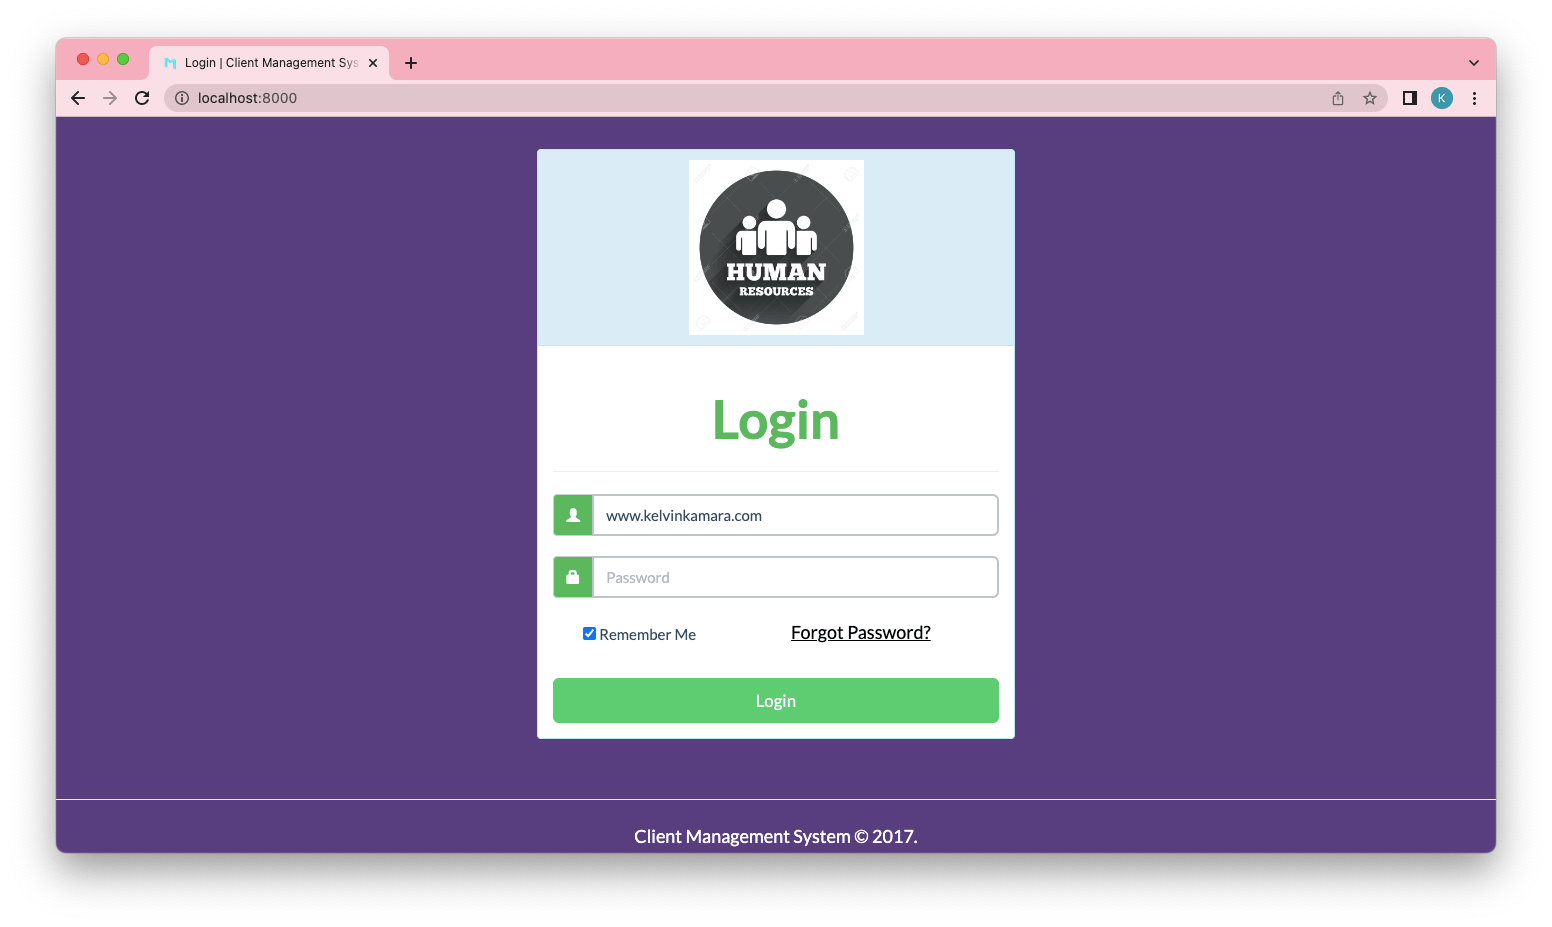 Login | Client Management Sys
localhost:8000
K
HUMAN
RESOURCES
Login
www.kelvinkamara.com
Password
Remember Me
Forgot Password?
Login
Client Management System © 2017.